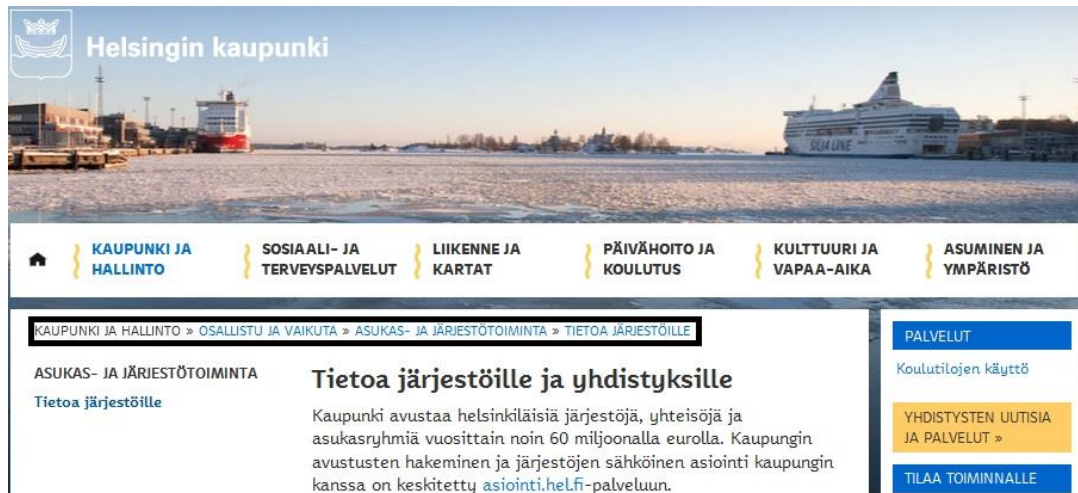 Helsingin kaupunki
SILJA LINE
KAUPUNKI JA
HALLINTO
SOSIAALI- JA
TERVEYSPALVELUT
LIIKENNE JA
KARTAT
PÄIVÄHOITO JA
KOULUTUS
KULTTUURI JA
VAPAA-AIKA
ASUMINEN JA
YMPÄRISTÖ
KAUPUNKI JA HALLINTO » OSALLISTU JA VAIKUTA » ASUKAS- JA JÄRJESTÖTOIMINTA » TIETOA JÄRJESTÖILLE
ASUKAS- JA JÄRJESTÖTOIMINTA
Tietoa järjestöille
Tietoa järjestöille ja yhdistyksille
Kaupunki avustaa helsinkiläisiä järjestöjä, yhteisöjä ja
asukasryhmiä vuosittain noin 60 miljoonalla eurolla. Kaupungin
avustusten hakeminen ja järjestöjen sähköinen asiointi kaupungin
kanssa on keskitetty asiointi.hel.fi-palveluun.
PALVELUT
Koulutilojen käyttö
YHDISTYSTEN UUTISIA
JA PALVELUT »
TILAA TOIMINNALLE